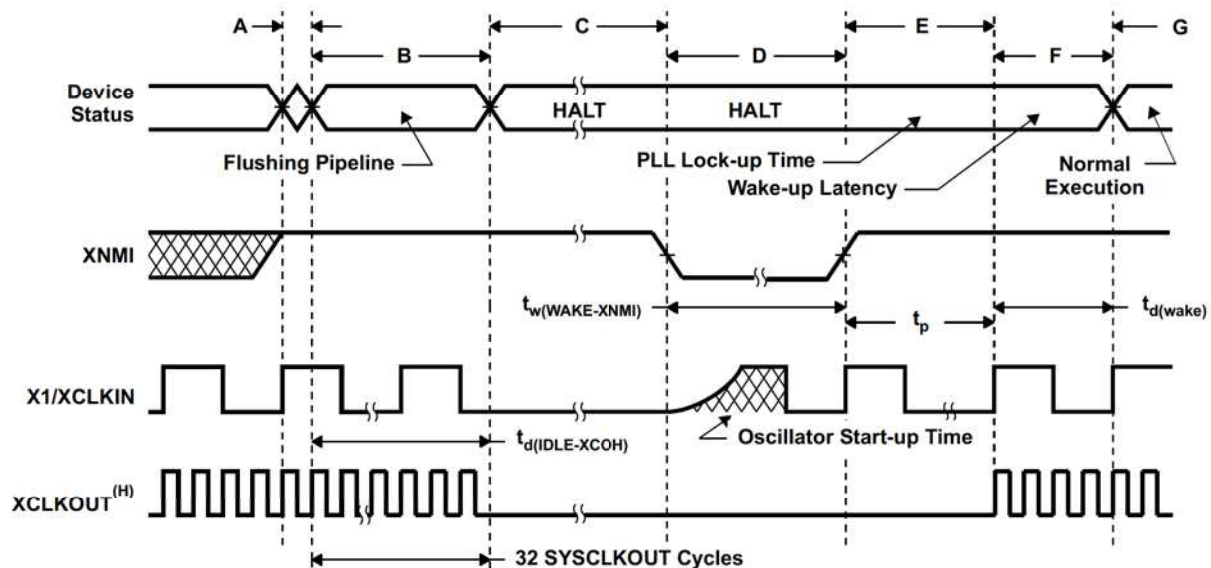 A
B
C
D
E
F
G
Device
Status
HALT
HALT
Flushing Pipeline
PLL Lock-up Time
Wake-up Latency
Normal
Execution
XNMI
tw(WAKE-XNMI)
tp
td(wake)
X1/XCLKIN
Oscillator Start-up Time
td(IDLE-XCOH)
XCLKOUT(H)
32 SYSCLKOUT Cycles